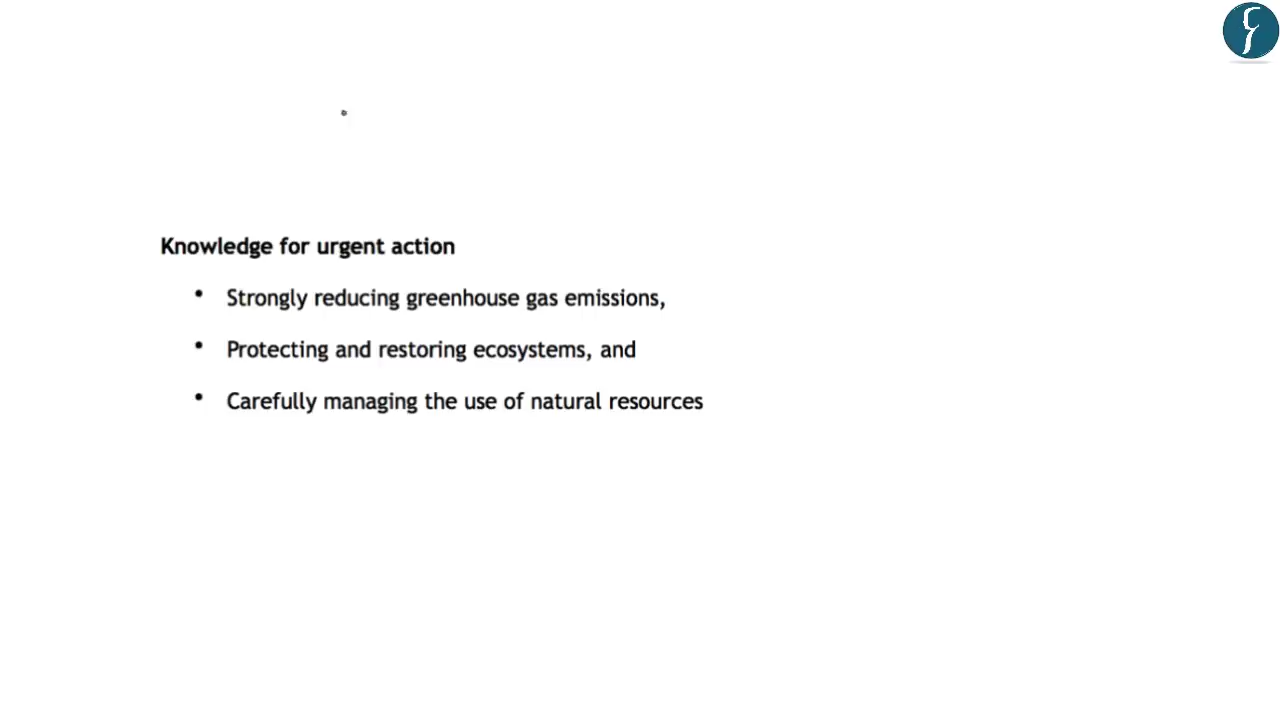 Knowledge for urgent action
• Strongly reducing greenhouse gas emissions,
• Protecting and restoring ecosystems, and
• Carefully managing the use of natural resources